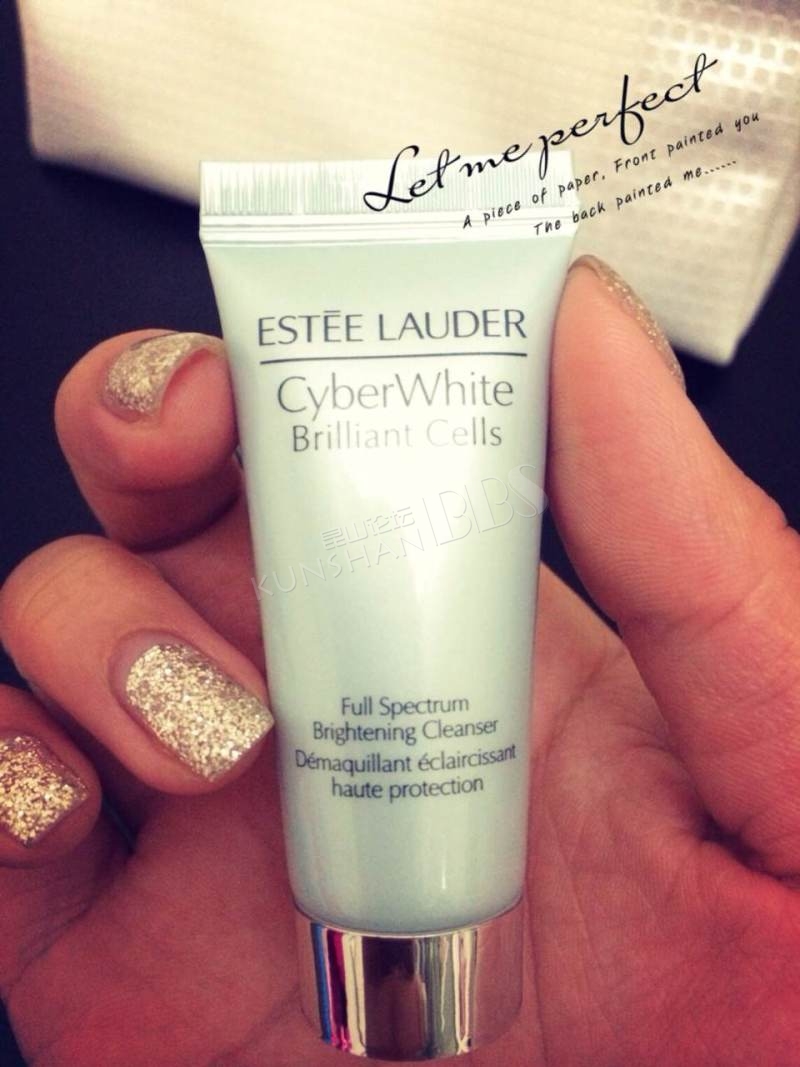 Let me perfect
A piece of paper, Front painted you
The back painted me......
ESTĒE LAUDER
CyberWhite
Brilliant Cells
昆山论坛
KUNSHAN BBS
Full Spectrum
Brightening Cleanser
Démaquillant éclaircissant
haute protection